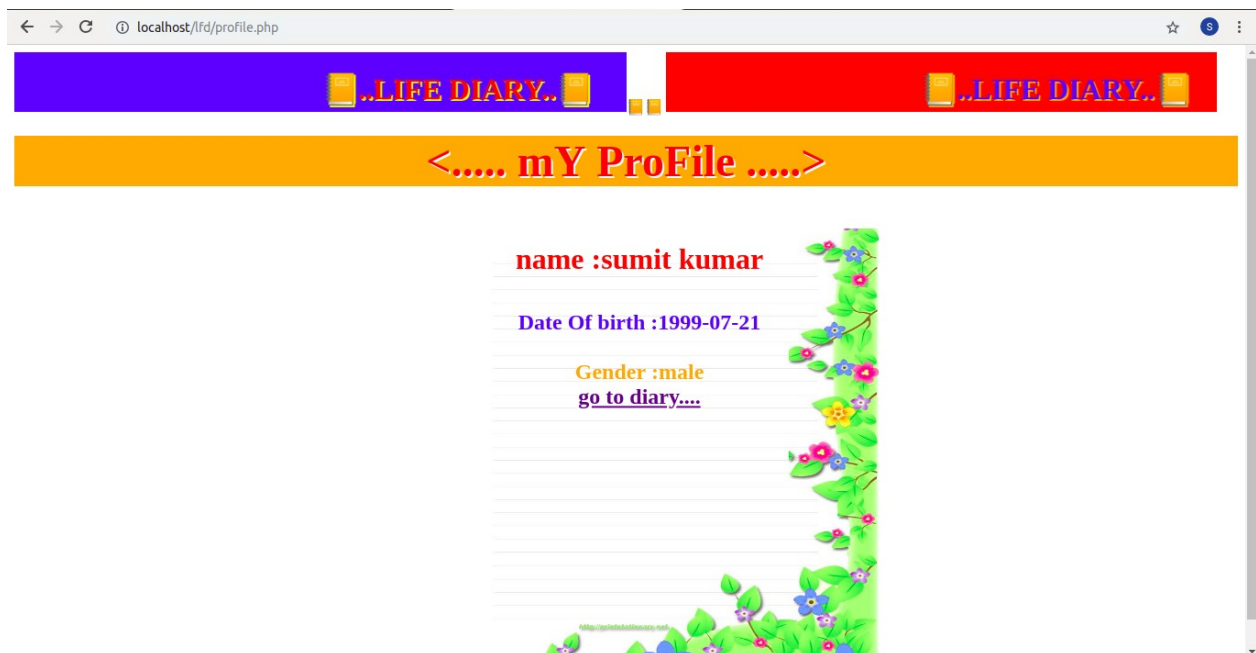 localhost/lfd/profile.php
S
..LIFE DIARY..
..LIFE DIARY..
<..... mY ProFile .....>
name :sumit kumar
Date Of birth :1999-07-21
Gender :male
go to diary....